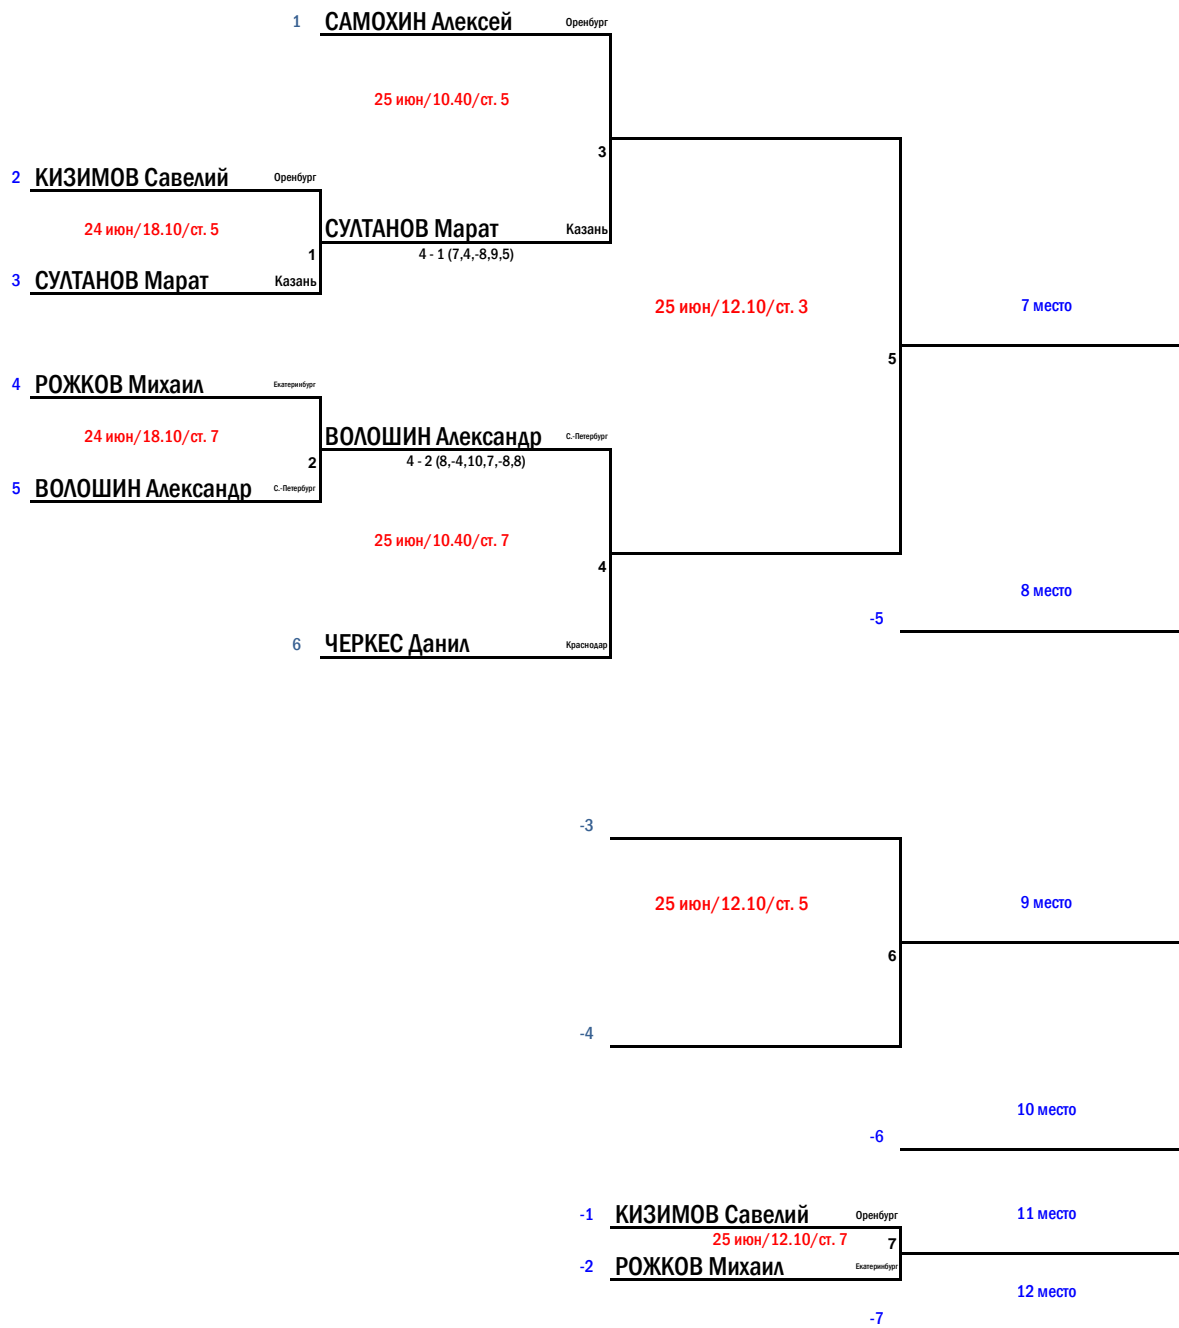 1 САМОХИН Алексей Оренбург
25 июн/10.40/ст. 5
3
2 КИЗИМОВ Савелий Оренбург
24 июн/18.10/ст. 5
СУЛТАНОВ Марат Казань
1
4 - 1 (7,4,-8,9,5)
3 СУЛТАНОВ Марат Казань
25 июн/12.10/ст. 3
7 место
5
4 РОЖКОВ Михаил Екатеринбург
24 июн/18.10/ст. 7
ВОЛОШИН Александр С.-Петербург
2
4 - 2 (8,-4,10,7,-8,8)
5 ВОЛОШИН Александр С.-Петербург
25 июн/10.40/ст. 7
4
8 место
-5
6 ЧЕРКЕС Данил Краснодар
-3
25 июн/12.10/ст. 5
9 место
6
-4
10 место
-6
-1 КИЗИМОВ Савелий Оренбург
11 место
25 июн/12.10/ст. 7
7
-2 РОЖКОВ Михаил Екатеринбург
12 место
-7